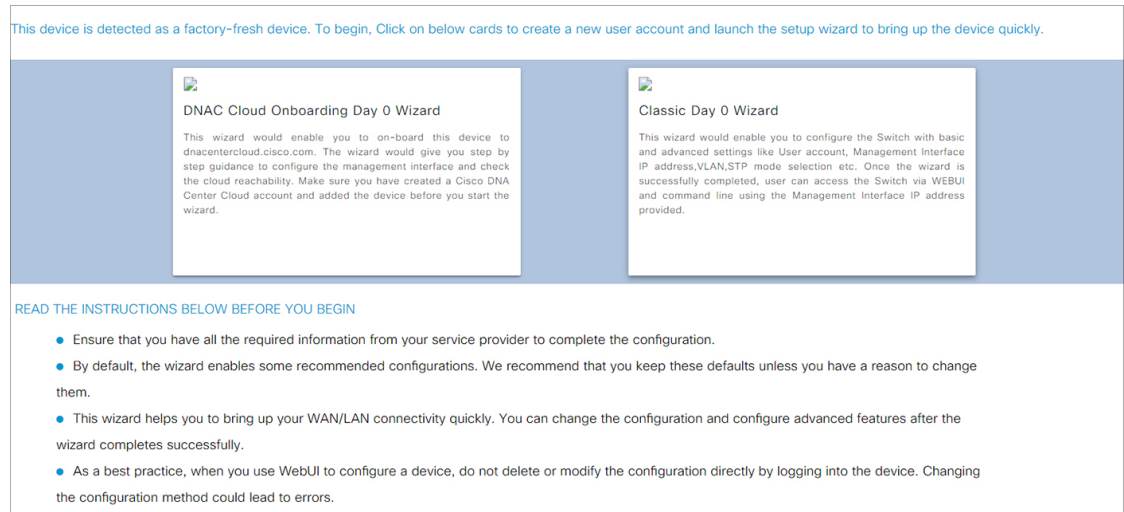 This device is detected as a factory-fresh device. To begin, Click on below cards to create a new user account and launch the setup wizard to bring up the device quickly.
DNAC Cloud Onboarding Day 0 Wizard
This wizard would enable you to on-board this device to
dnacentercloud.cisco.com. The wizard would give you step by
step guidance to configure the management interface and check
the cloud reachability. Make sure you have created a Cisco DNA
Center Cloud account and added the device before you start the
wizard.
Classic Day 0 Wizard
This wizard would enable you to configure the Switch with basic
and advanced settings like User account, Management Interface
IP address,VLAN,STP mode selection etc. Once the wizard is
successfully completed, user can access the Switch via WEBUI
and command line using the Management Interface IP address
provided.
READ THE INSTRUCTIONS BELOW BEFORE YOU BEGIN
● Ensure that you have all the required information from your service provider to complete the configuration.
● By default, the wizard enables some recommended configurations. We recommend that you keep these defaults unless you have a reason to change
them.
● This wizard helps you to bring up your WAN/LAN connectivity quickly. You can change the configuration and configure advanced features after the
wizard completes successfully.
● As a best practice, when you use WebUI to configure a device, do not delete or modify the configuration directly by logging into the device. Changing
the configuration method could lead to errors.